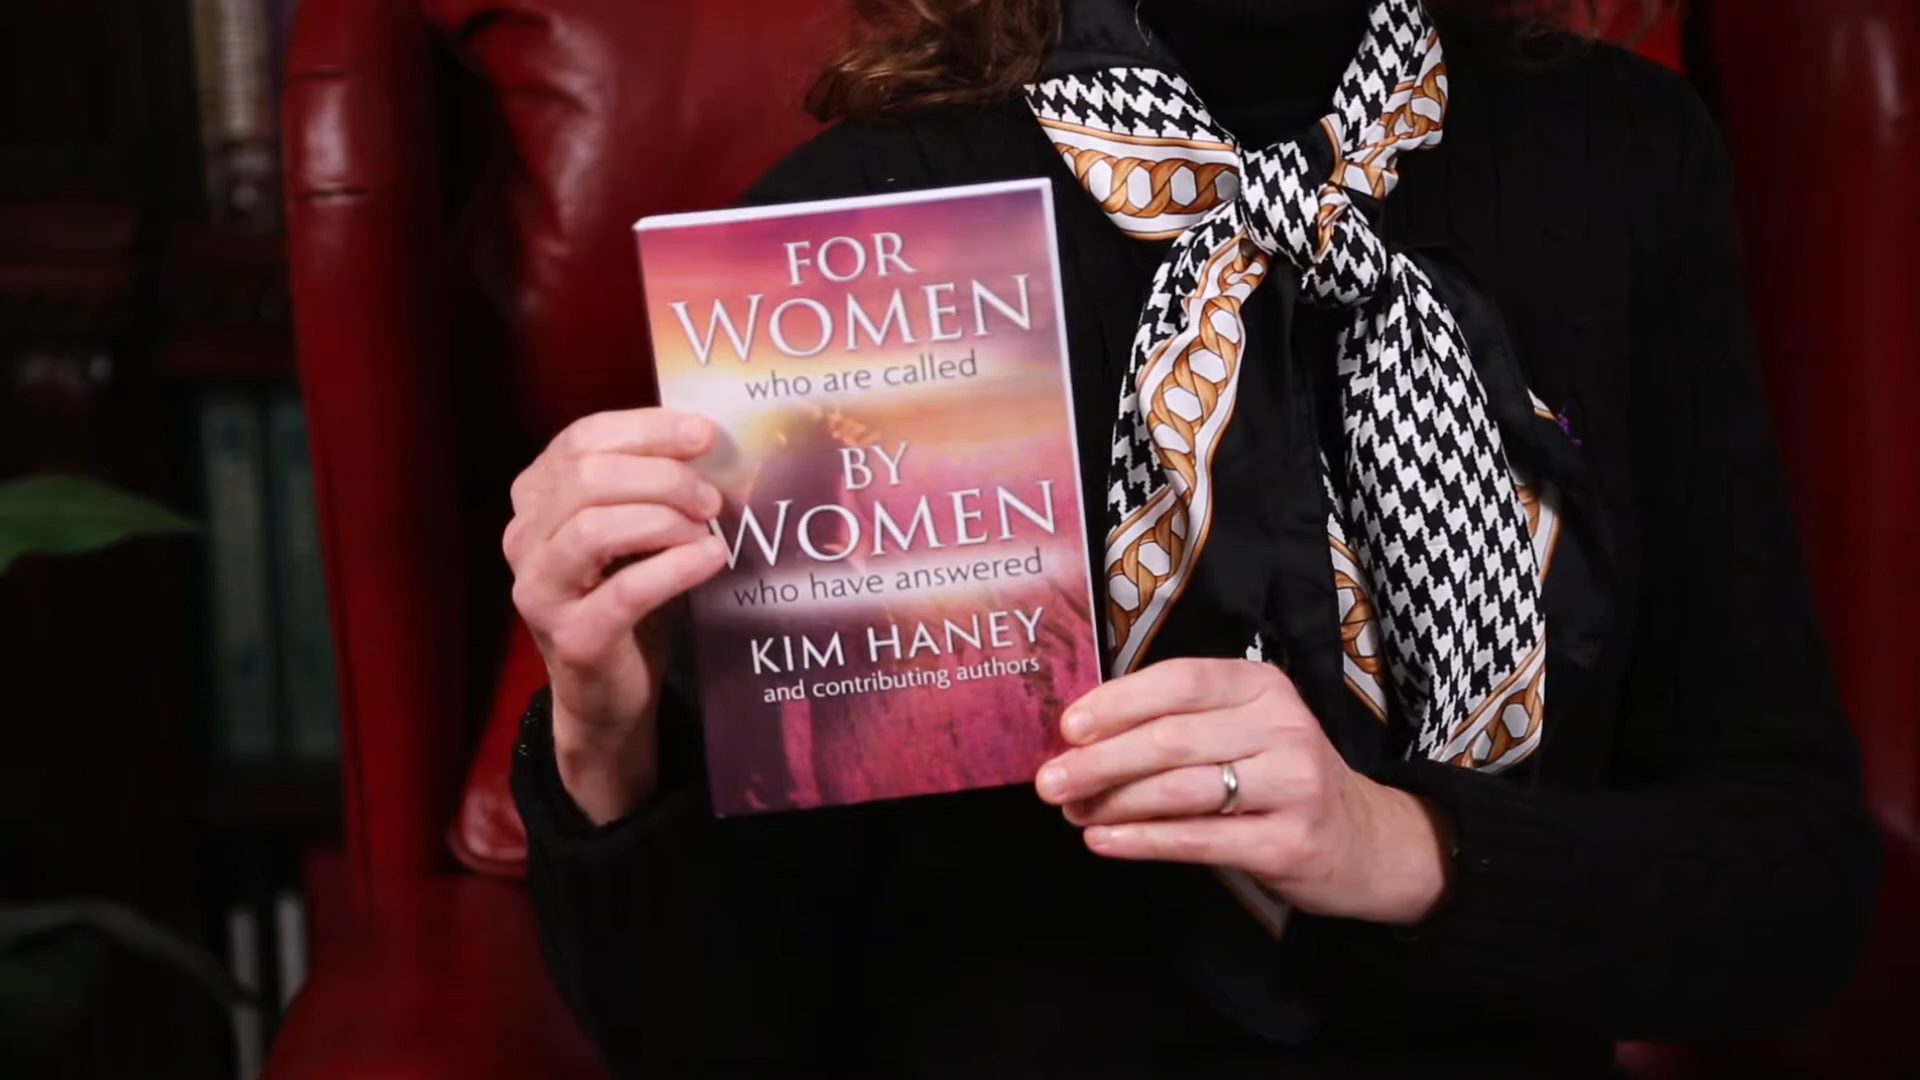 FOR
WOMEN
who are called
BY
WOMEN
who have answered
KIM HANEY
and contributing authors